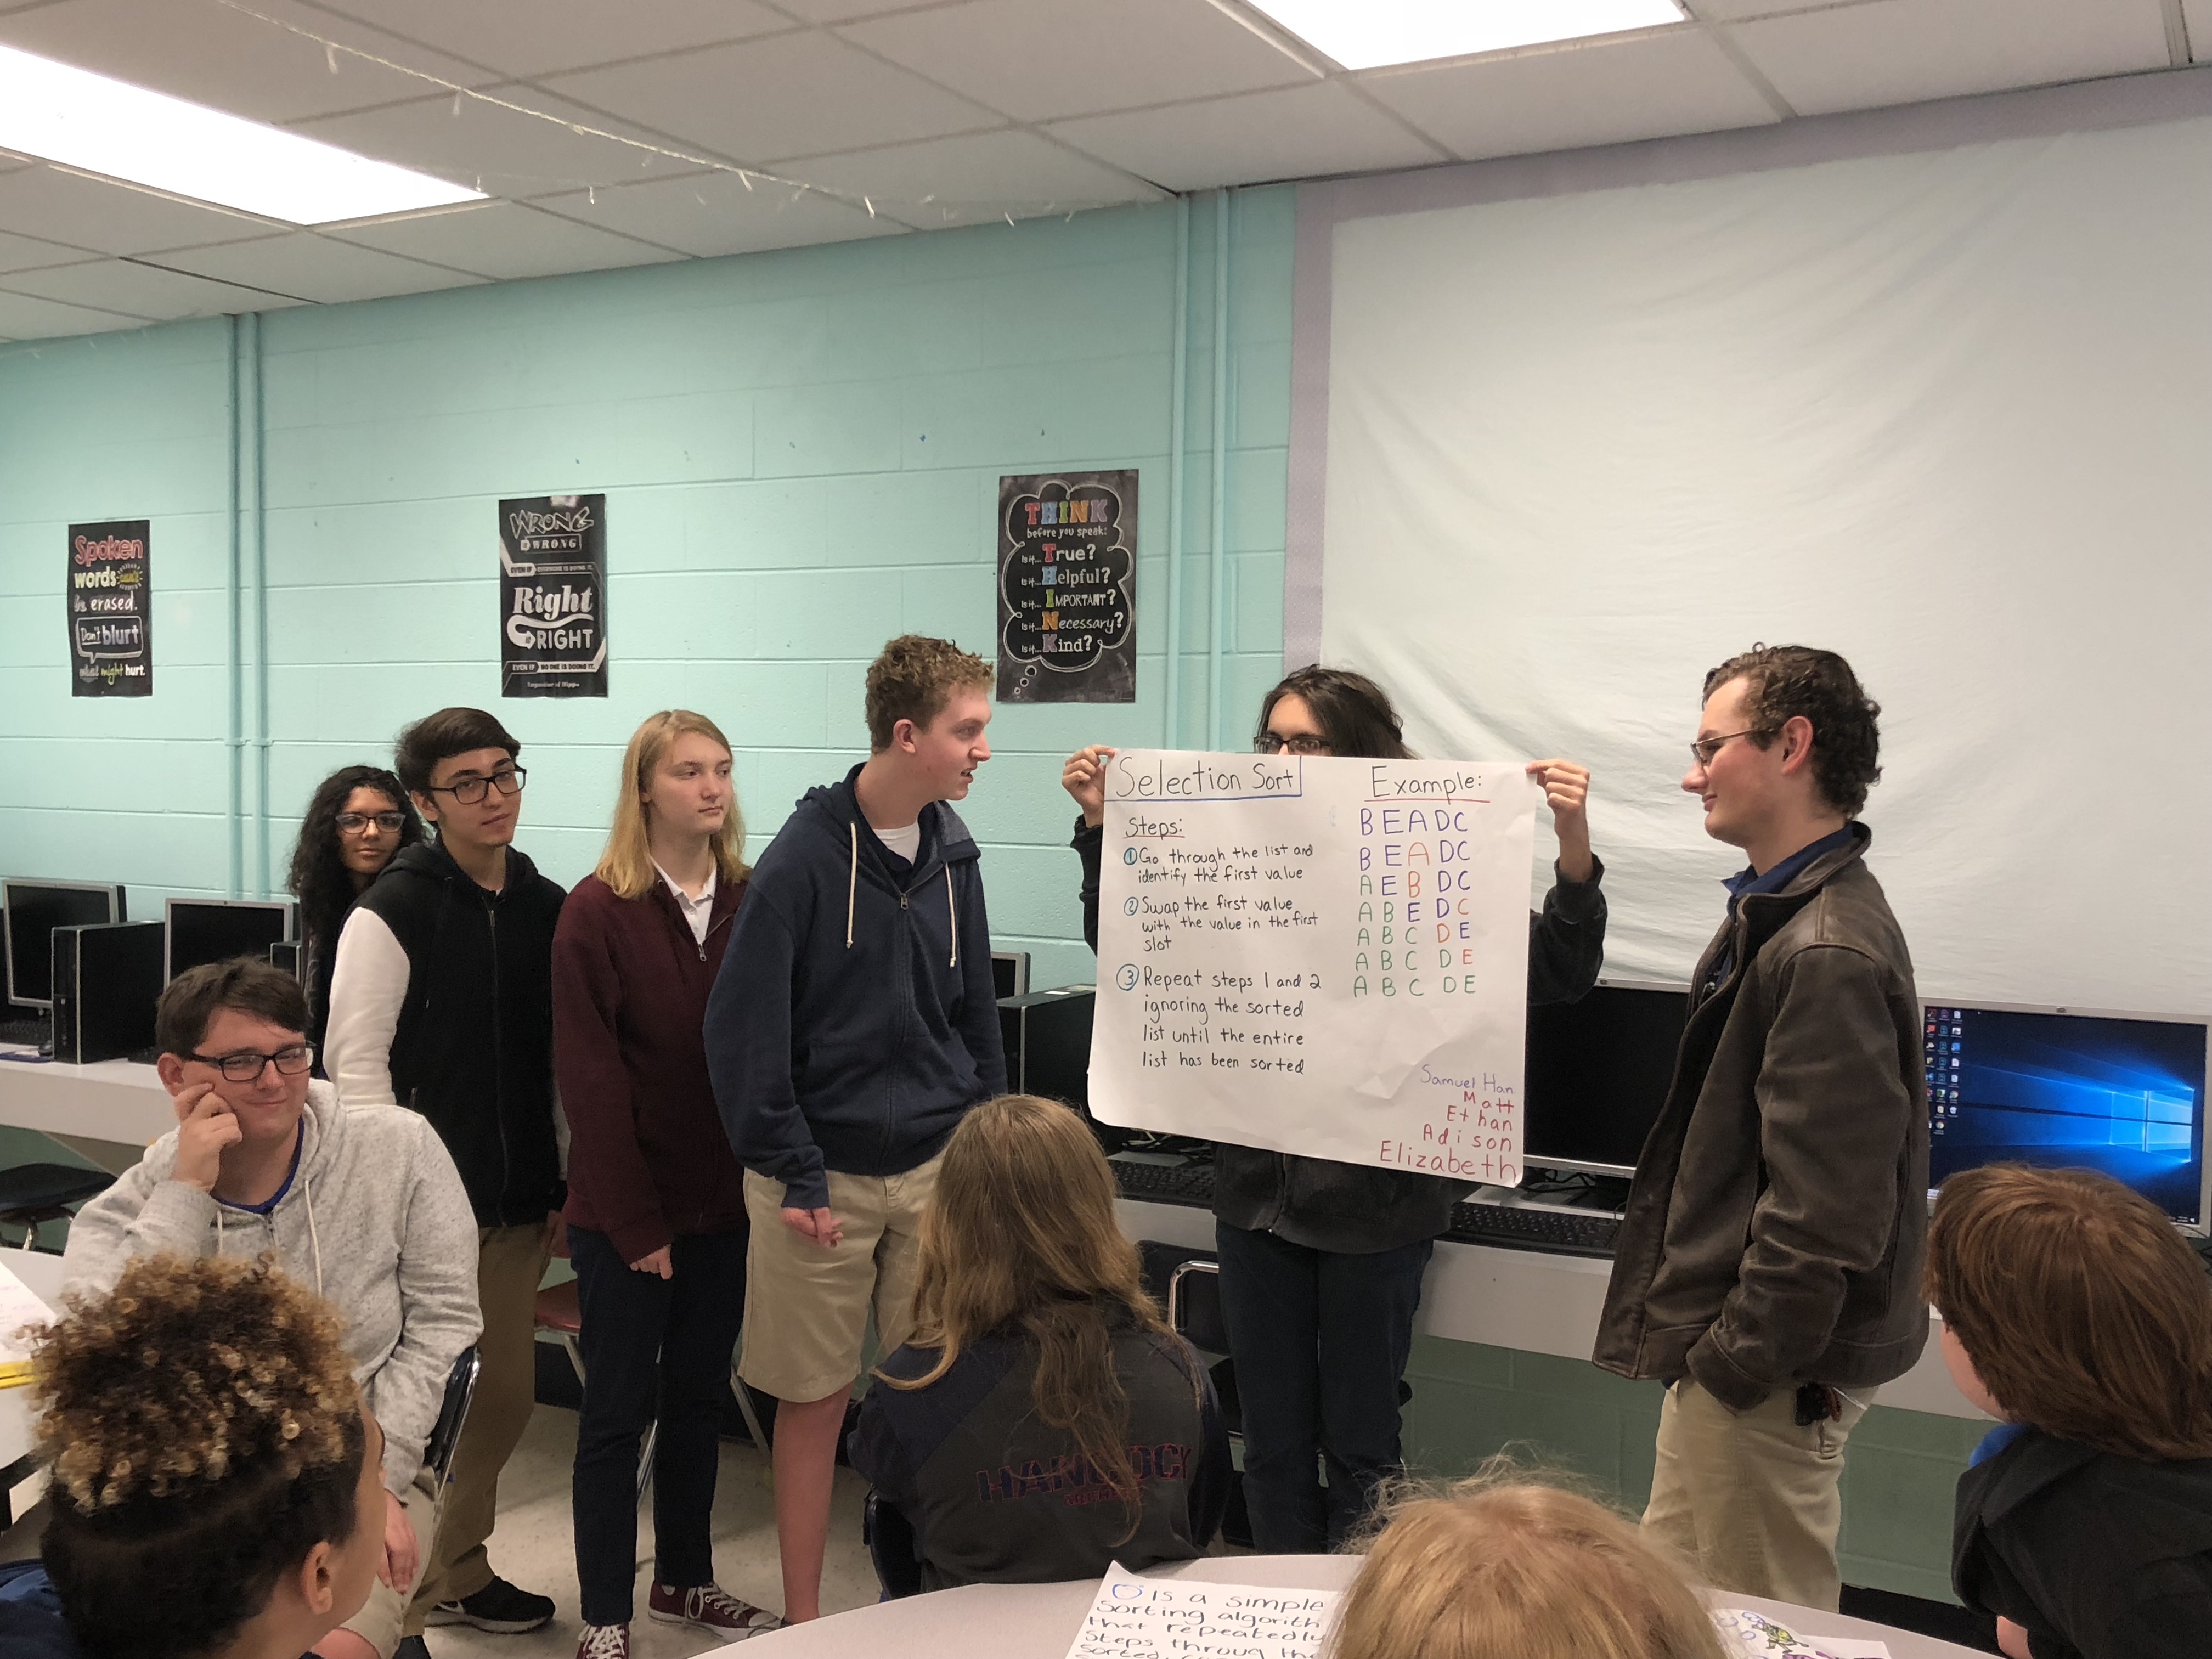 Spoken
words can't
be erased.
Don't blurt
what might hurt.
WRONG
is WRONG
EVEN IF EVERYONE IS DOING IT.
Right
is RIGHT
EVEN IF NO ONE IS DOING IT.
THINK
before you speak:
Is it... True?
Is it... Helpful?
Is it... IMPORTANT?
Is it... Necessary?
Is it... Kind?
Selection Sort
Steps:
① Go through the list and
identify the first value
② Swap the first value
with the value in the first
slot
③ Repeat steps 1 and 2
ignoring the sorted
list until the entire
list has been sorted
Example:
B E A D C
B E A D C
A E B D C
A B E D C
A B C D E
A B C D E
A B C D E
Samuel Han
Matt
Ethan
Adison
Elizabeth
HANCOCK
is a simple
sorting algorith
that repeatedly
steps through the
sorted,